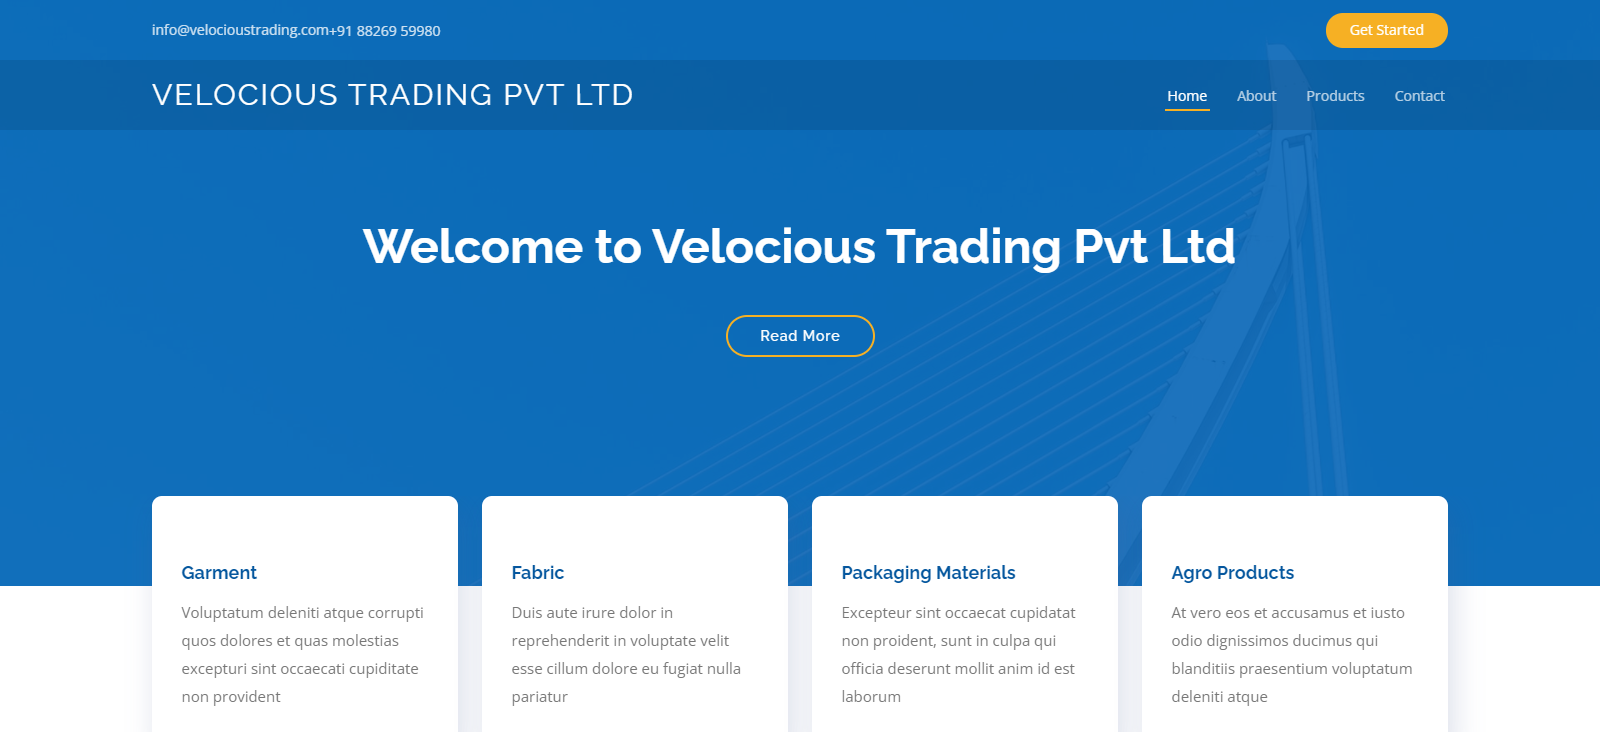 info@velocioustrading.com+91 88269 59980
Get Started
VELOCIOUS TRADING PVT LTD
Home About Products Contact
Welcome to Velocious Trading Pvt Ltd
Read More
Garment
Voluptatum deleniti atque corrupti
quos dolores et quas molestias
excepturi sint occaecati cupiditate
non provident
Fabric
Duis aute irure dolor in
reprehenderit in voluptate velit
esse cillum dolore eu fugiat nulla
pariatur
Packaging Materials
Excepteur sint occaecat cupidatat
non proident, sunt in culpa qui
officia deserunt mollit anim id est
laborum
Agro Products
At vero eos et accusamus et iusto
odio dignissimos ducimus qui
blanditiis praesentium voluptatum
deleniti atque